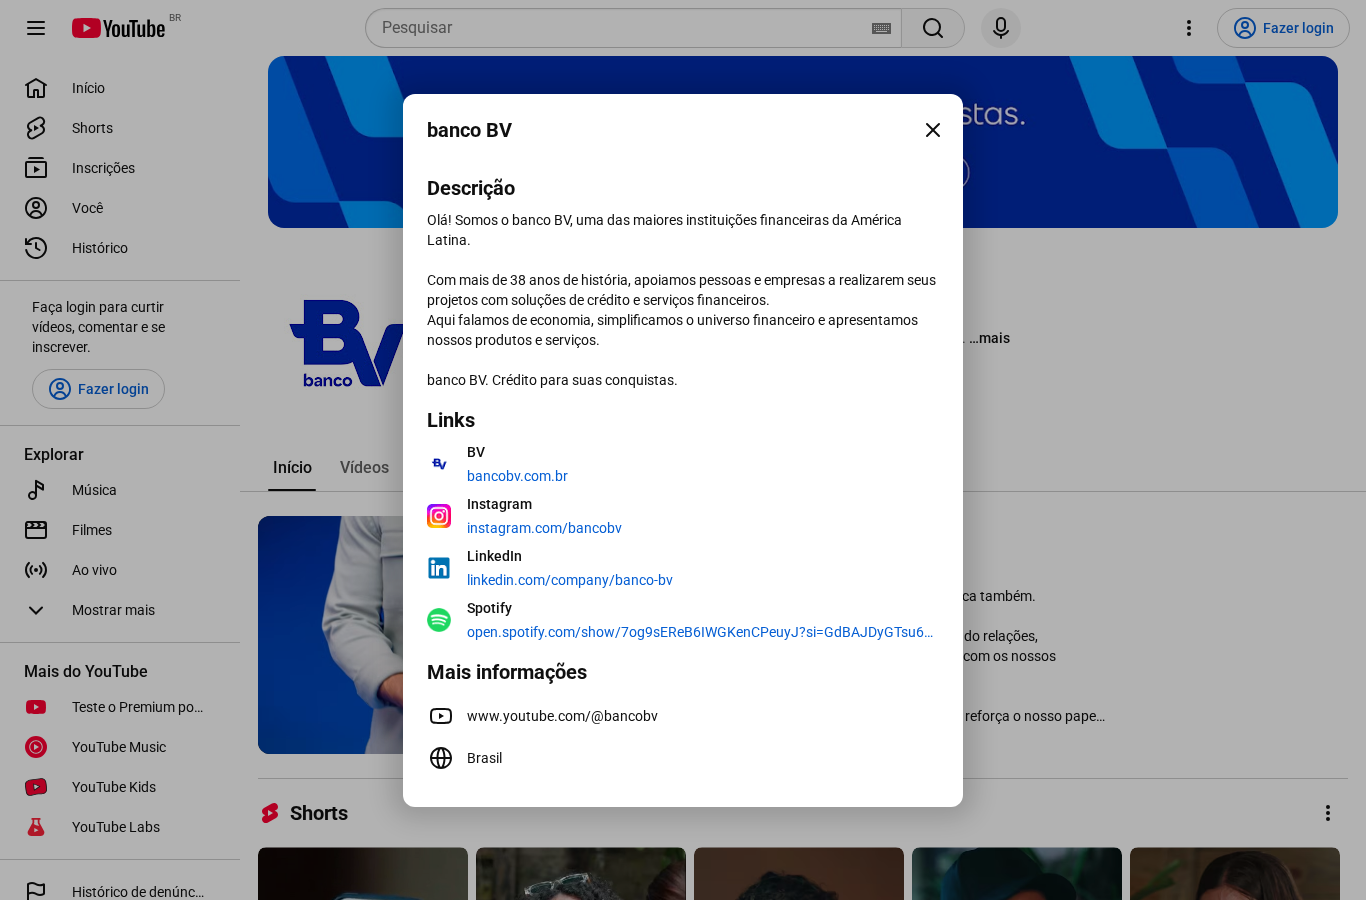 YouTube BR
Pesquisar
Fazer login
Início
Shorts
Inscrições
Você
Histórico
Faça login para curtir
vídeos, comentar e se
inscrever.
Fazer login
Explorar
Música
Filmes
Ao vivo
Mostrar mais
Mais do YouTube
Teste o Premium po...
YouTube Music
YouTube Kids
YouTube Labs
Histórico de denúnc...
stas.
BV
banco
. ...mais
Início Vídeos
banco BV
Descrição
Olá! Somos o banco BV, uma das maiores instituições financeiras da América
Latina.
Com mais de 38 anos de história, apoiamos pessoas e empresas a realizarem seus
projetos com soluções de crédito e serviços financeiros.
Aqui falamos de economia, simplificamos o universo financeiro e apresentamos
nossos produtos e serviços.
banco BV. Crédito para suas conquistas.
Links
BV
bancobv.com.br
Instagram
instagram.com/bancobv
LinkedIn
linkedin.com/company/banco-bv
Spotify
open.spotify.com/show/7og9sEReB6IWGKenCPeuyJ?si=GdBAJDyGTsu6...
Mais informações
www.youtube.com/@bancobv
Brasil
ca também.
do relações,
com os nossos
reforça o nosso pape...
Shorts